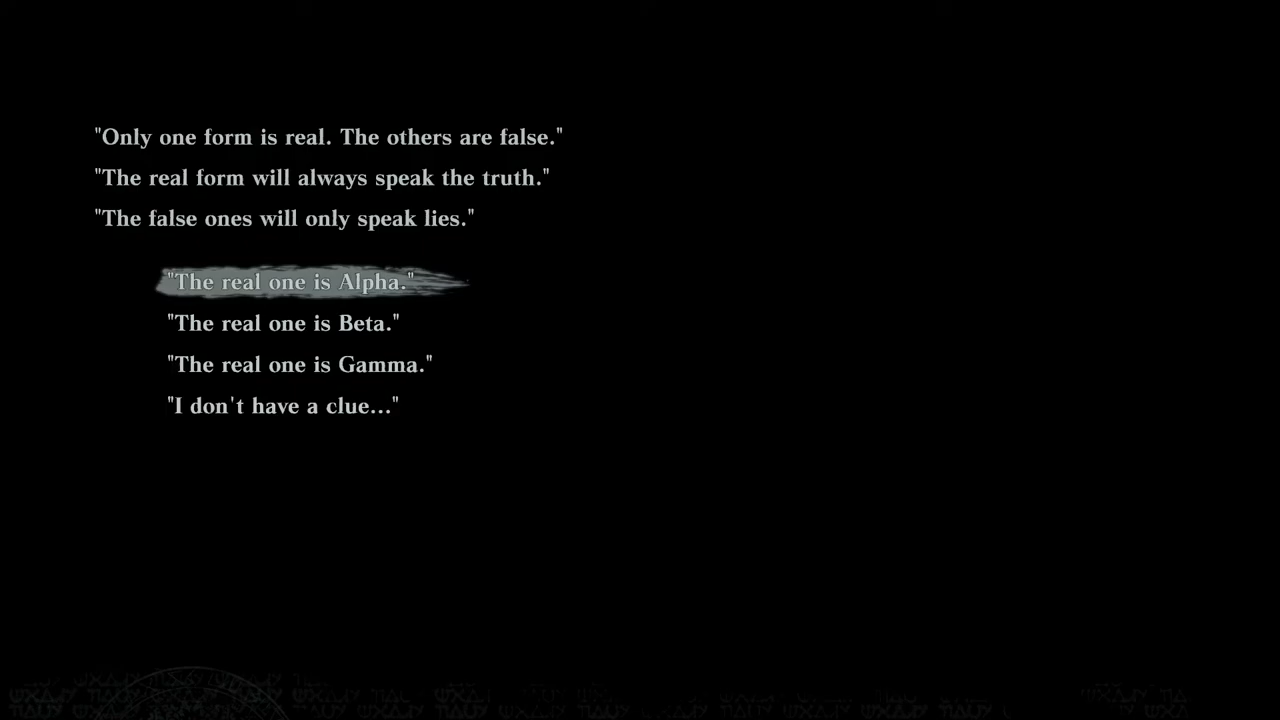 "Only one form is real. The others are false."
"The real form will always speak the truth."
"The false ones will only speak lies."
"The real one is Alpha."
"The real one is Beta."
"The real one is Gamma."
"I don't have a clue..."